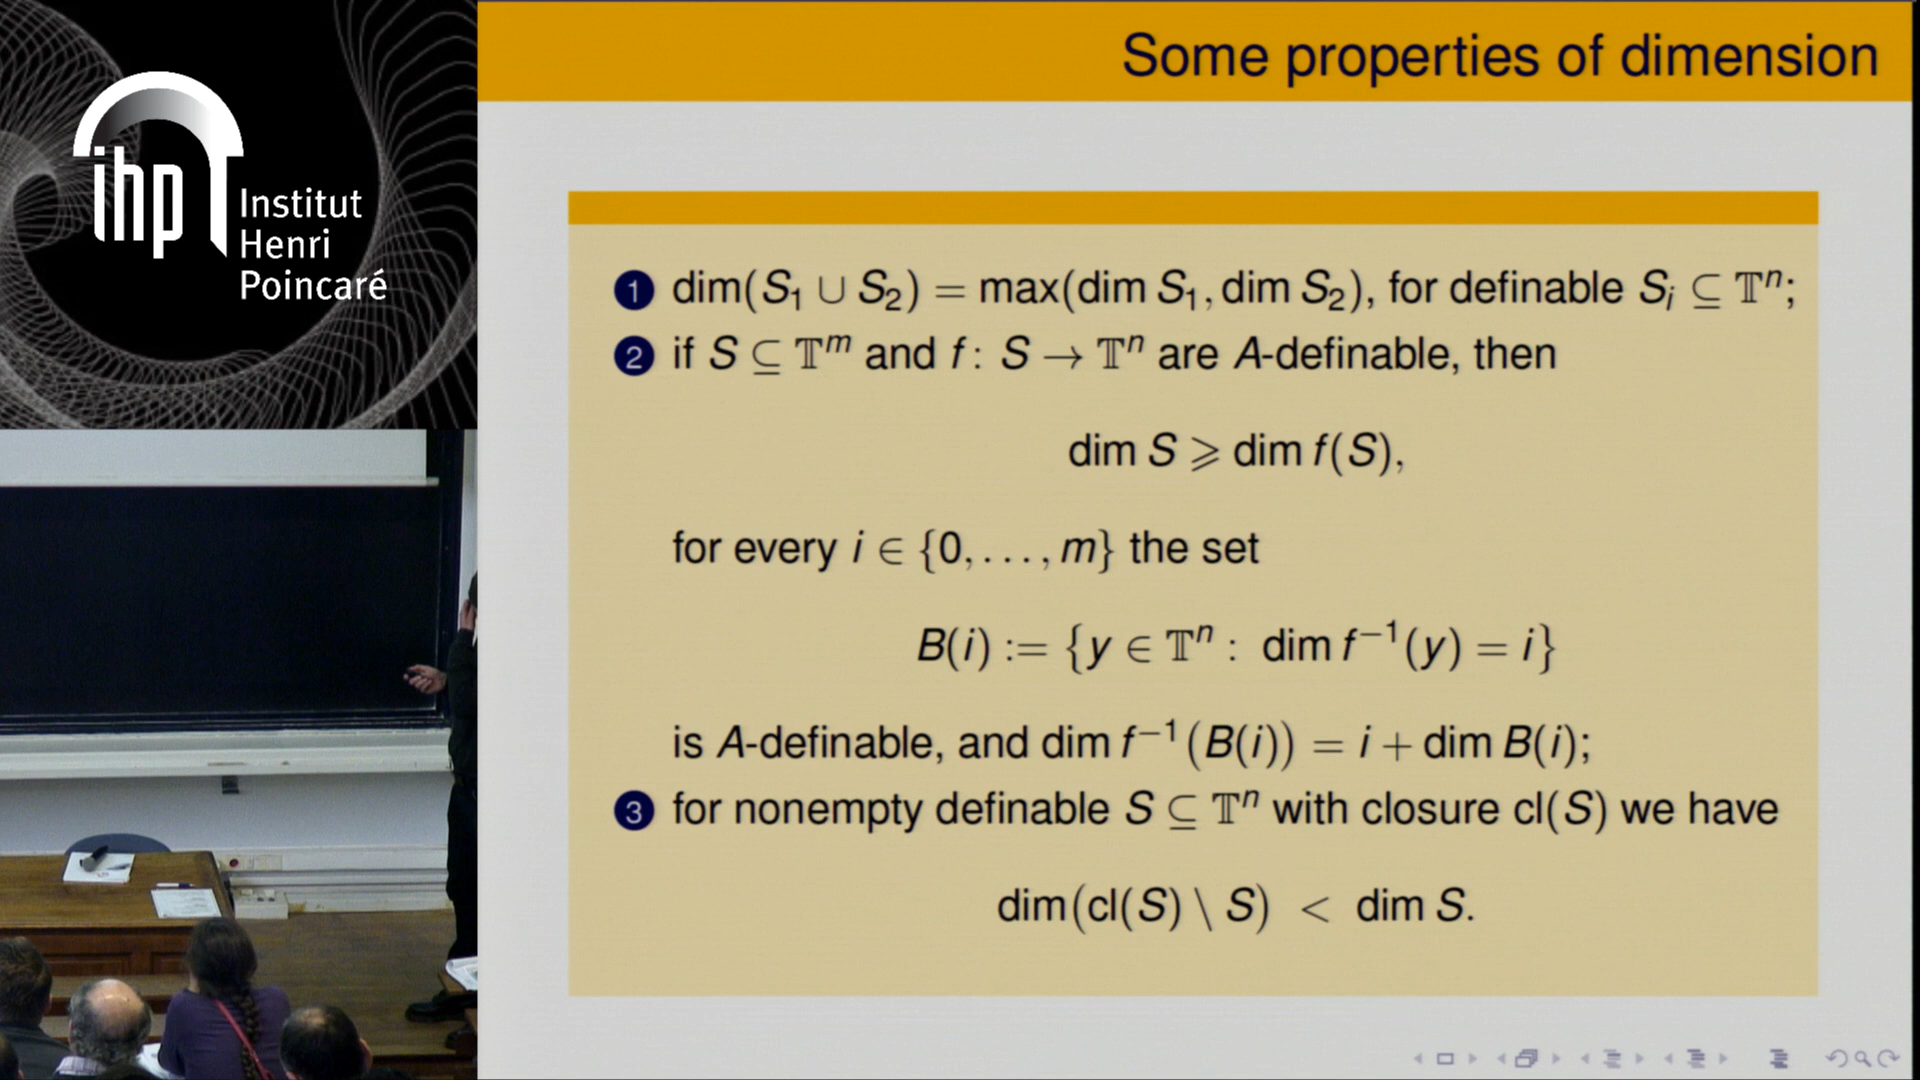 ihp
Institut
Henri
Poincaré
Some properties of dimension
1 dim(S₁ ∪ S₂) = max(dim S₁, dim S₂), for definable Sᵢ ⊆ 𝕋ⁿ;
2 if S ⊆ 𝕋ᵐ and f : S → 𝕋ⁿ are A-definable, then
dim S ⩾ dim f(S),
for every i ∈ {0, . . . , m} the set
B(i) := {y ∈ 𝕋ⁿ : dim f⁻¹(y) = i}
is A-definable, and dim f⁻¹(B(i)) = i + dim B(i);
3 for nonempty definable S ⊆ 𝕋ⁿ with closure cl(S) we have
dim(cl(S) \ S) < dim S.